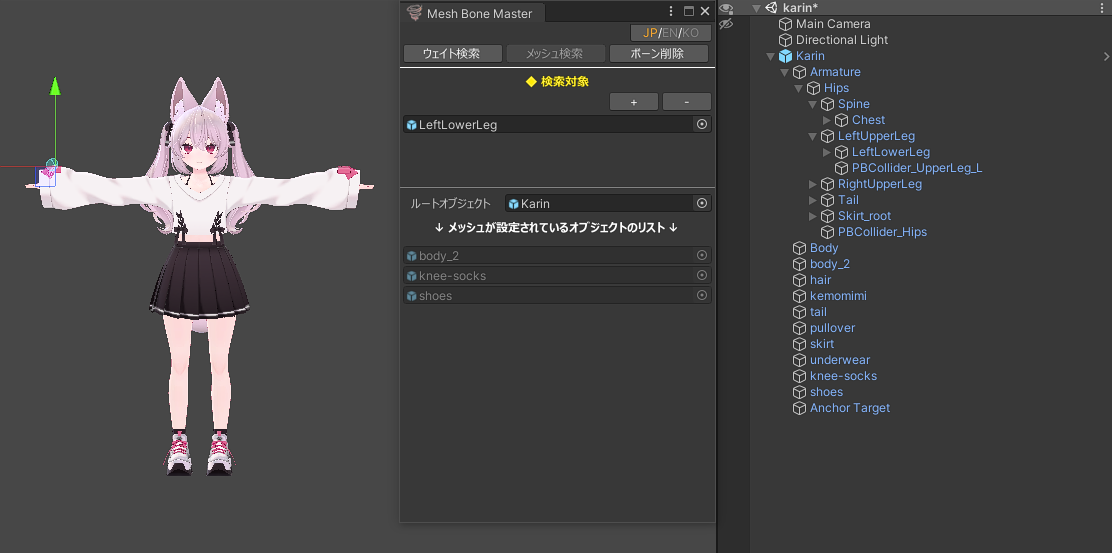 Mesh Bone Master
JP/EN/KO
ウェイト検索 メッシュ検索 ボーン削除
◆ 検索対象
+ -
LeftLowerLeg
ルートオブジェクト Karin
↓ メッシュが設定されているオブジェクトのリスト ↓
body_2
knee-socks
shoes
karin*
Main Camera
Directional Light
Karin
Armature
Hips
Spine
Chest
LeftUpperLeg
LeftLowerLeg
PBCollider_UpperLeg_L
RightUpperLeg
Tail
Skirt_root
PBCollider_Hips
Body
body_2
hair
kemomimi
tail
pullover
skirt
underwear
knee-socks
shoes
Anchor Target